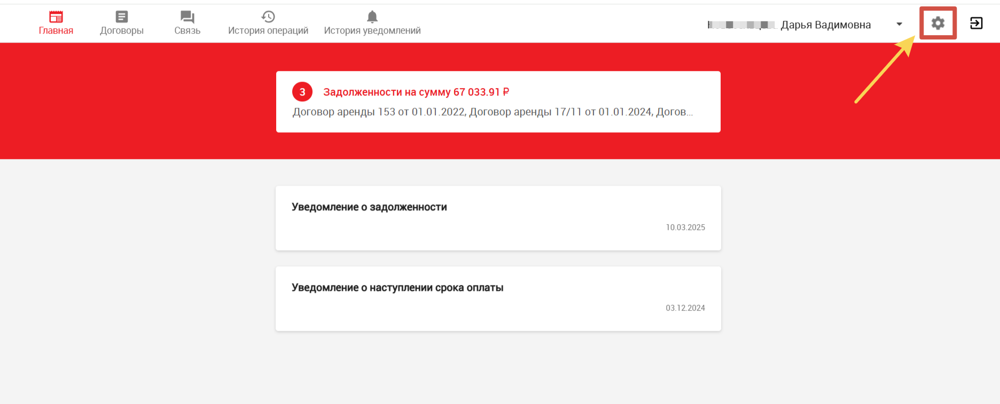 Главная
Договоры
Связь
История операций
История уведомлений
Дарья Вадимовна
3
Задолженности на сумму 67 033.91 ₽
Договор аренды 153 от 01.01.2022, Договор аренды 17/11 от 01.01.2024, Догов...
Уведомление о задолженности
10.03.2025
Уведомление о наступлении срока оплаты
03.12.2024